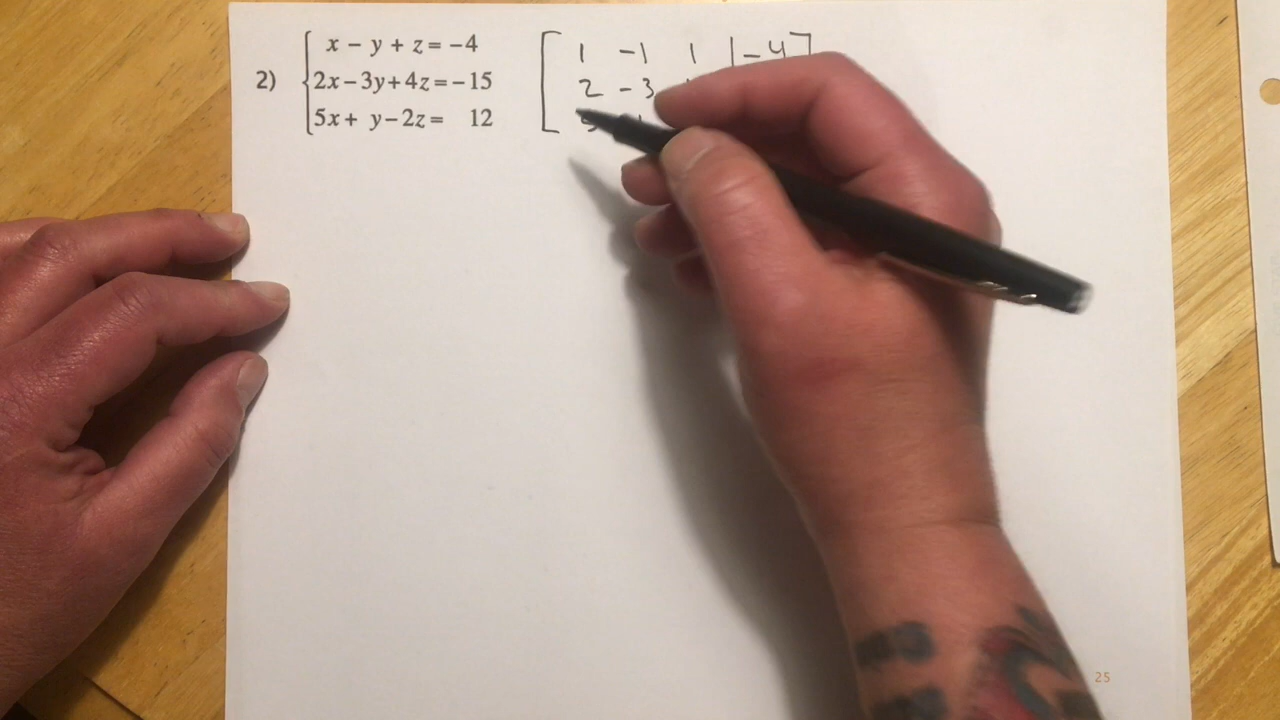 x - y + z = -4
2) 2x-3y+4z=-15
5x+ y-2z= 12
1 -1 1 | -4
2 -3
25